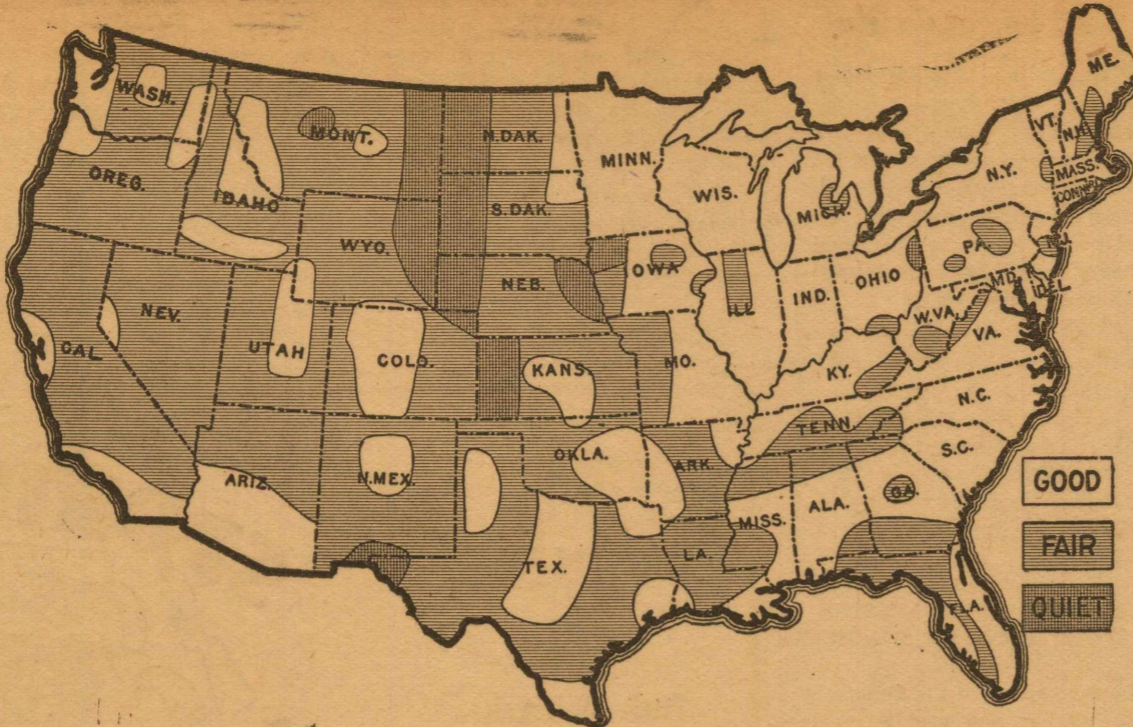 WASH.
MONT.
N.DAK.
MINN.
ME.
VT.
N.H.
OREG.
IDAHO
S.DAK.
WIS.
MICH.
N.Y.
MASS.
CONN.
WYO.
NEB.
IOWA
PA.
N.J.
NEV.
UTAH
COLO.
KANS.
MO.
ILL
IND.
OHIO
W.VA.
MD.
DEL.
CAL.
KY.
VA.
ARIZ.
N.MEX.
OKLA.
ARK.
TENN.
N.C.
S.C.
TEX.
LA.
MISS.
ALA.
GA.
FLA.
GOOD
FAIR
QUIET